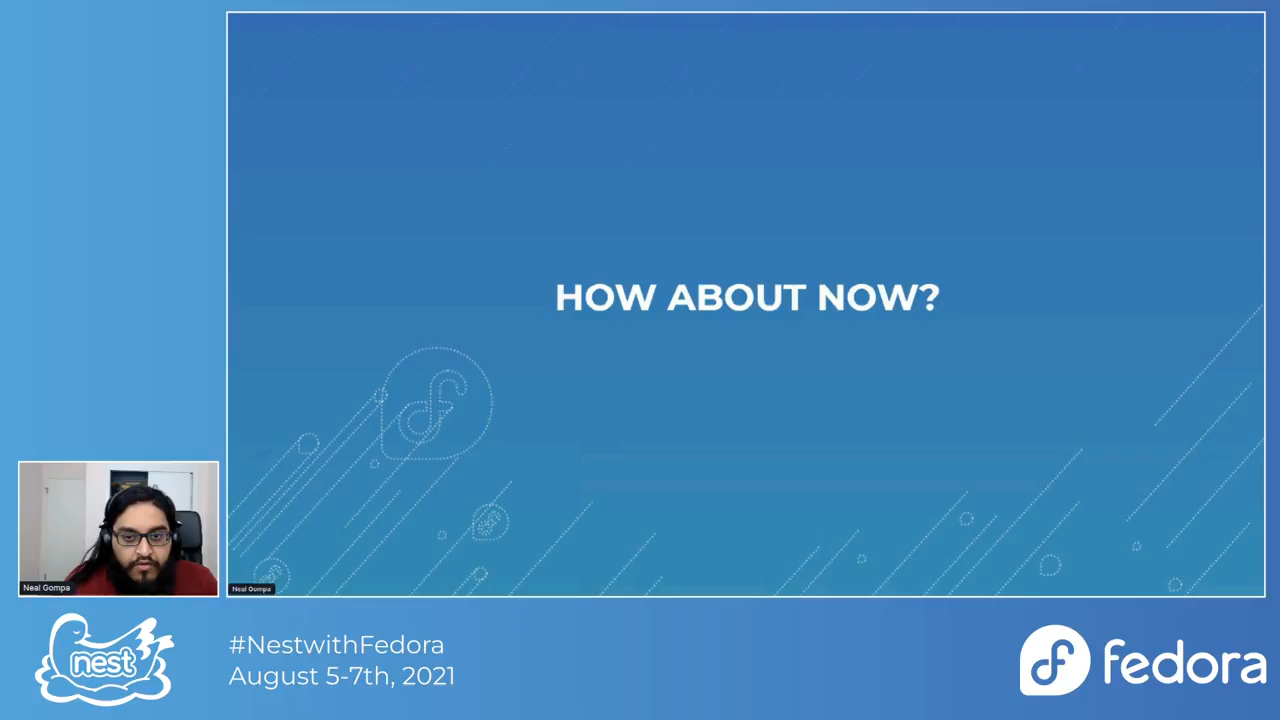 HOW ABOUT NOW?
Neal Gompa
Neal Gompa
nest
#NestwithFedora
August 5-7th, 2021
fedora